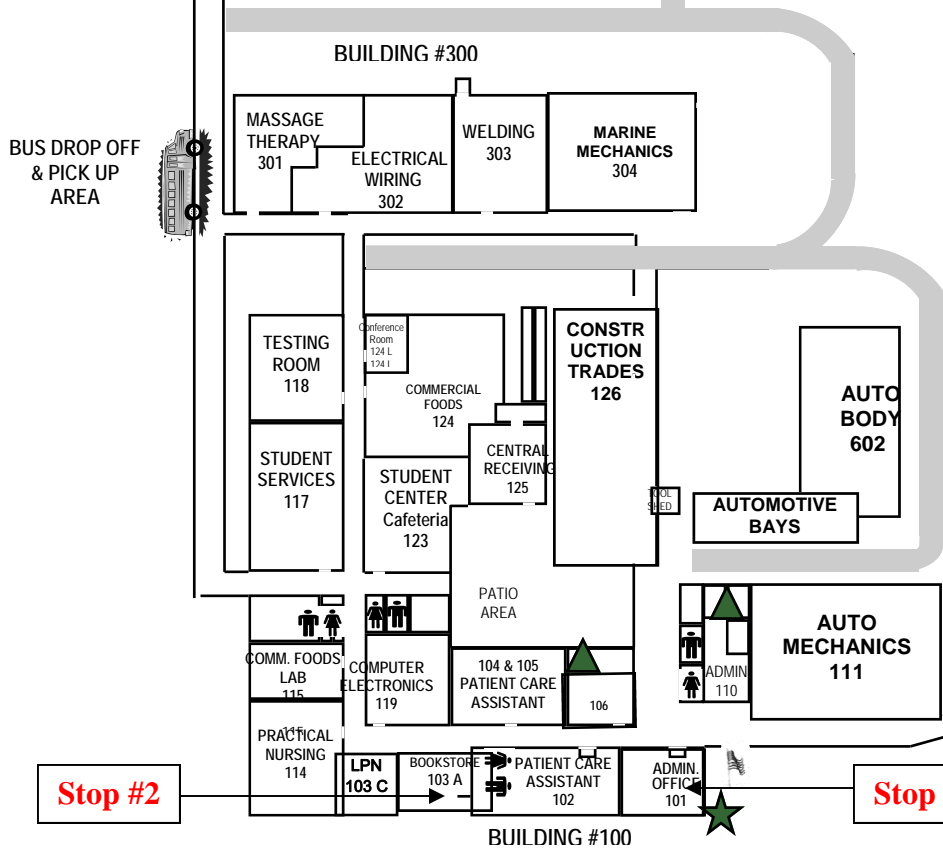 BUILDING #300
BUS DROP OFF
& PICK UP
AREA
MASSAGE
THERAPY
301
ELECTRICAL
WIRING
302
WELDING
303
MARINE
MECHANICS
304
TESTING
ROOM
118
Conference
Room
124 L
124 L
COMMERCIAL
FOODS
124
CONSTR
UCTION
TRADES
126
AUTO
BODY
602
STUDENT
SERVICES
117
STUDENT
CENTER
Cafeteria
123
CENTRAL
RECEIVING
125
TOOL
SHED
AUTOMOTIVE
BAYS
PATIO
AREA
COMM. FOODS
LAB
115
COMPUTER
ELECTRONICS
119
104 & 105
PATIENT CARE
ASSISTANT
106
ADMIN
110
AUTO
MECHANICS
111
115
PRACTICAL
NURSING
114
LPN
103 C
BOOKSTORE
103 A
PATIENT CARE
ASSISTANT
102
ADMIN.
OFFICE
101
Stop #2
Stop
BUILDING #100